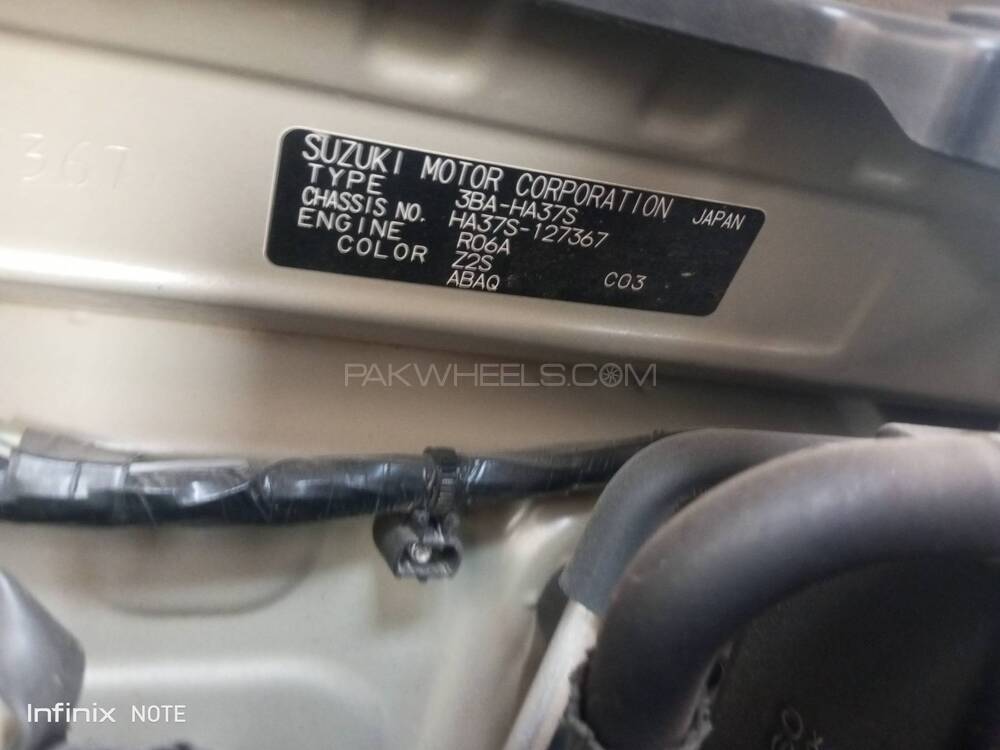 367
SUZUKI MOTOR CORPORATION JAPAN
TYPE 3BA-HA37S
CHASSIS NO. HA37S-127367
ENGINE R06A
COLOR Z2S
ABAQ C03
PAKWHEELS.COM
Infinix NOTE